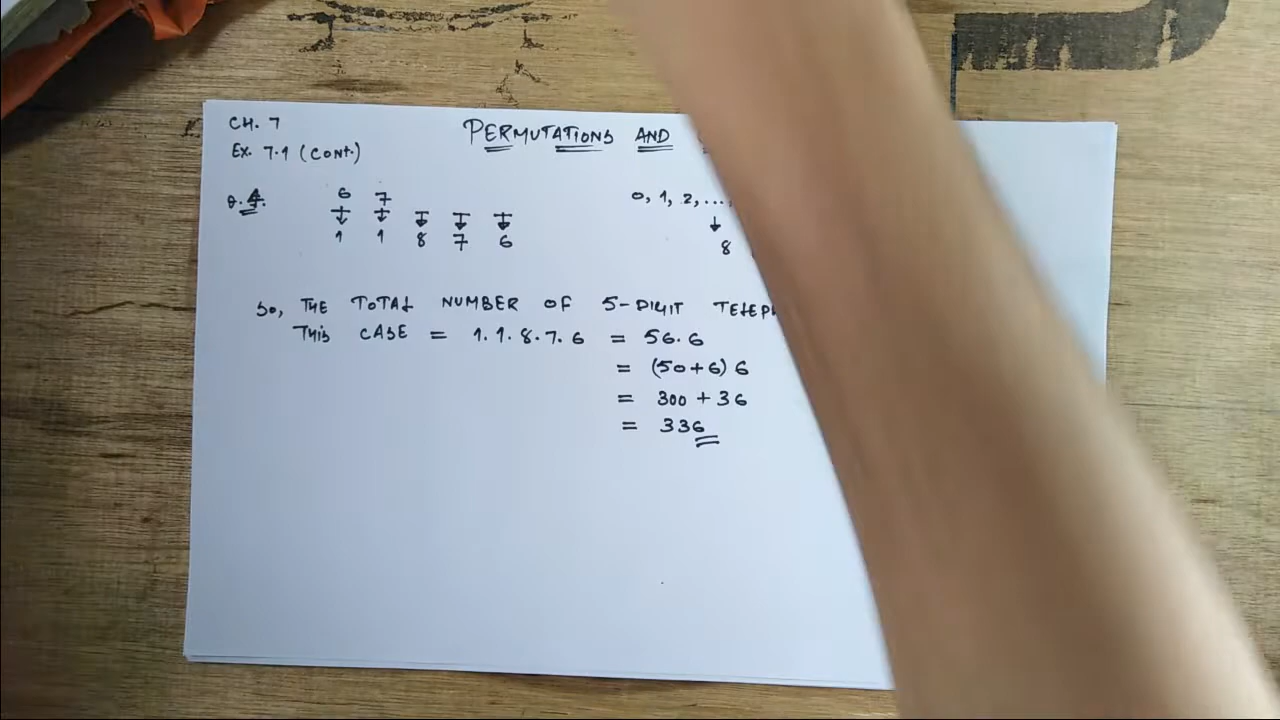 CH. 7
PERMUTATIONS AND
Ex. 7.1 (CONT.)
Q.4.
6 7
0, 1, 2, ...
1 1 8 7 6
8
SO, THE TOTAL NUMBER OF 5-DIGIT
THIS CASE = 1.1.8.7.6 = 56.6
= (50+6) 6
= 300 + 36
= 336